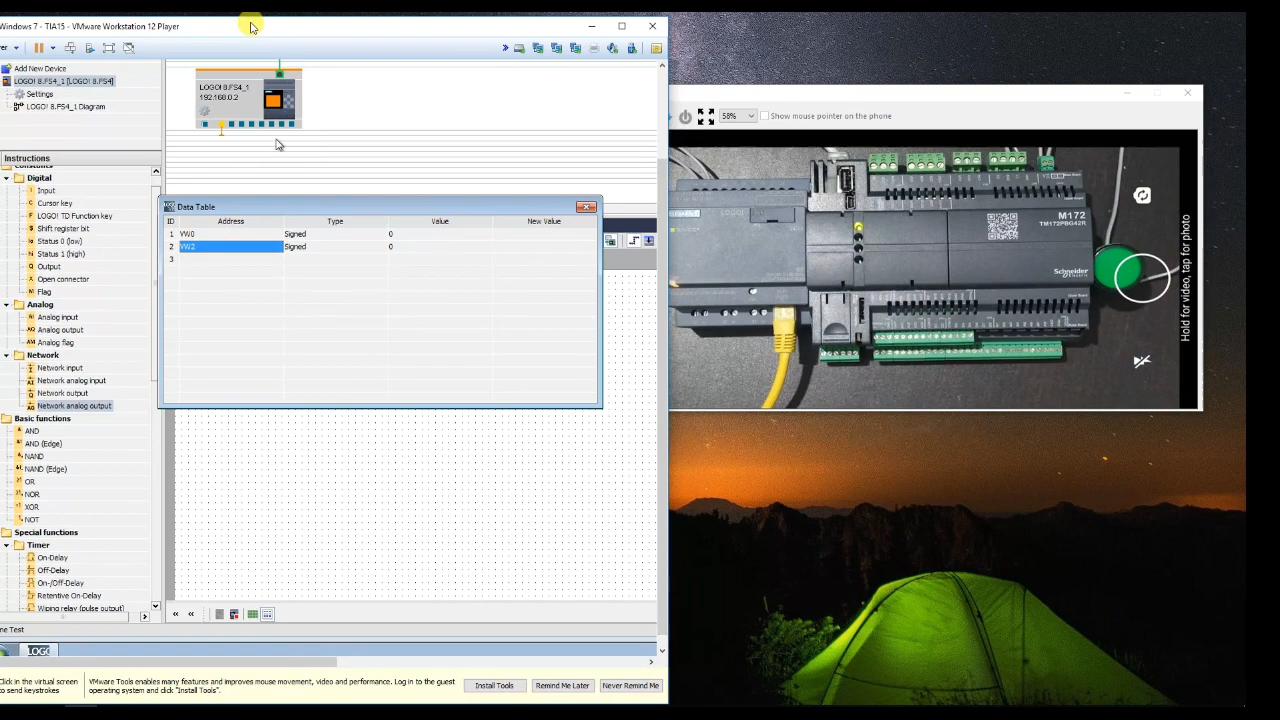 Windows 7 - TIA15 - VMware Workstation 12 Player
er
Add New Device
LOGO! 8.FS4_1 [LOGO! 8.FS4]
Settings
LOGO! 8.FS4_1 Diagram
LOGO! 8.FS4_1
192.168.0.2
Instructions
Constants
Digital
Input
Cursor key
LOGO! TD Function key
Shift register bit
Status 0 (low)
Status 1 (high)
Output
Open connector
Flag
Analog
Analog input
Analog output
Analog flag
Network
Network input
Network analog input
Network output
Network analog output
Basic functions
AND
AND (Edge)
NAND
NAND (Edge)
OR
NOR
XOR
NOT
Special functions
Timer
On-Delay
Off-Delay
On-/Off-Delay
Retentive On-Delay
Wiping relay (pulse output)
ne Test
LOGO
Data Table
ID Address Type Value New Value
1 VW0 Signed 0
2 VW2 Signed 0
3
Click in the virtual screen
to send keystrokes
VMware Tools enables many features and improves mouse movement, video and performance. Log in to the guest
operating system and click "Install Tools".
Install Tools
Remind Me Later
Never Remind Me
58%
Show mouse pointer on the phone
LOGO!
M172
TM172PBG42R
Schneider
Electric
Hold for video, tap for photo